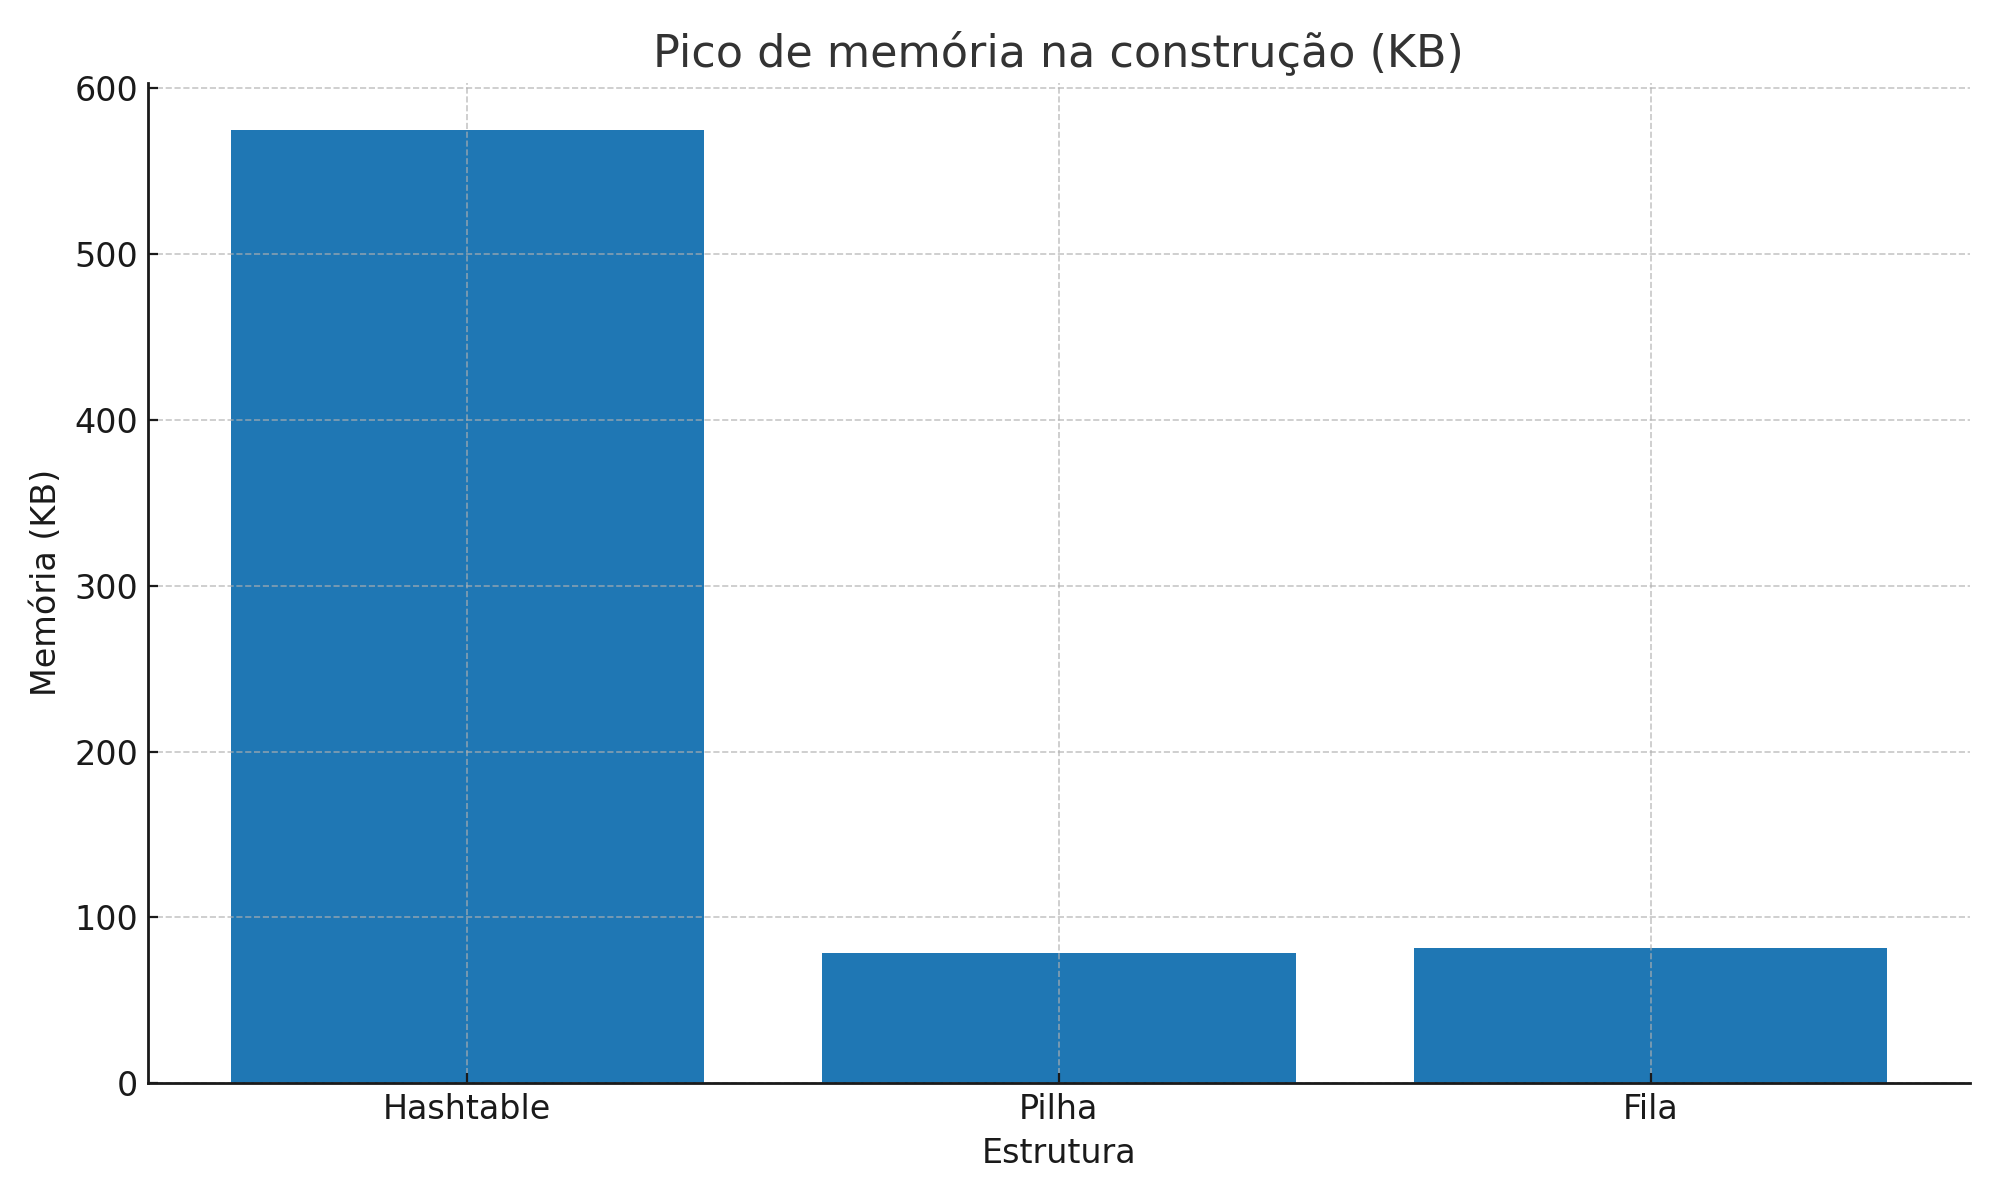 Pico de memória na construção (KB)
600
500
400
300
200
100
0
Memória (KB)
Hashtable
Pilha
Fila
Estrutura